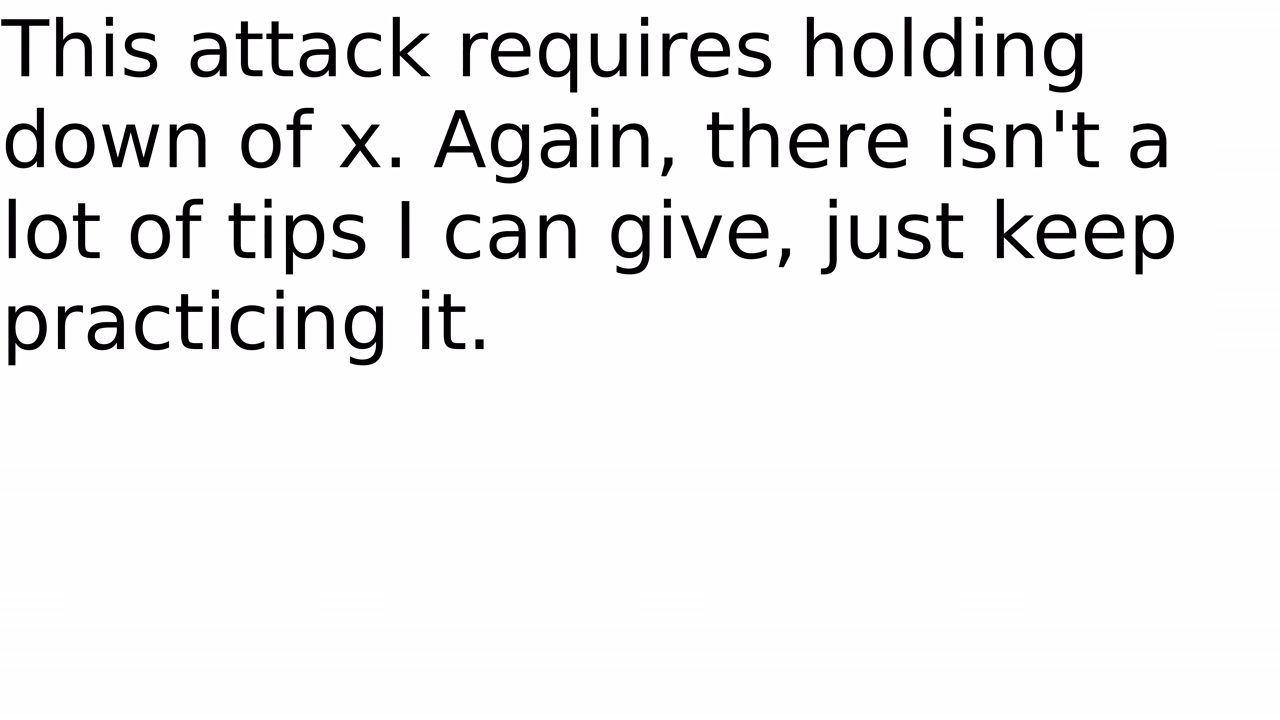 This attack requires holding
down of x. Again, there isn't a
lot of tips I can give, just keep
practicing it.